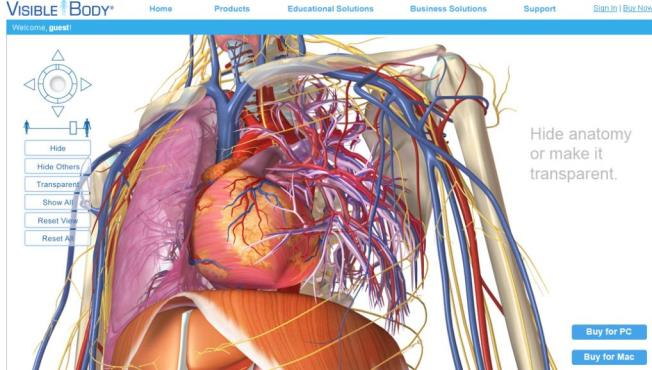 VISIBLE BODY®
Home Products Educational Solutions Business Solutions Support Sign In | Buy Now
Welcome, guest!
Hide
Hide Others
Transparent
Show All
Reset View
Reset All
Hide anatomy
or make it
transparent.
Buy for PC
Buy for Mac